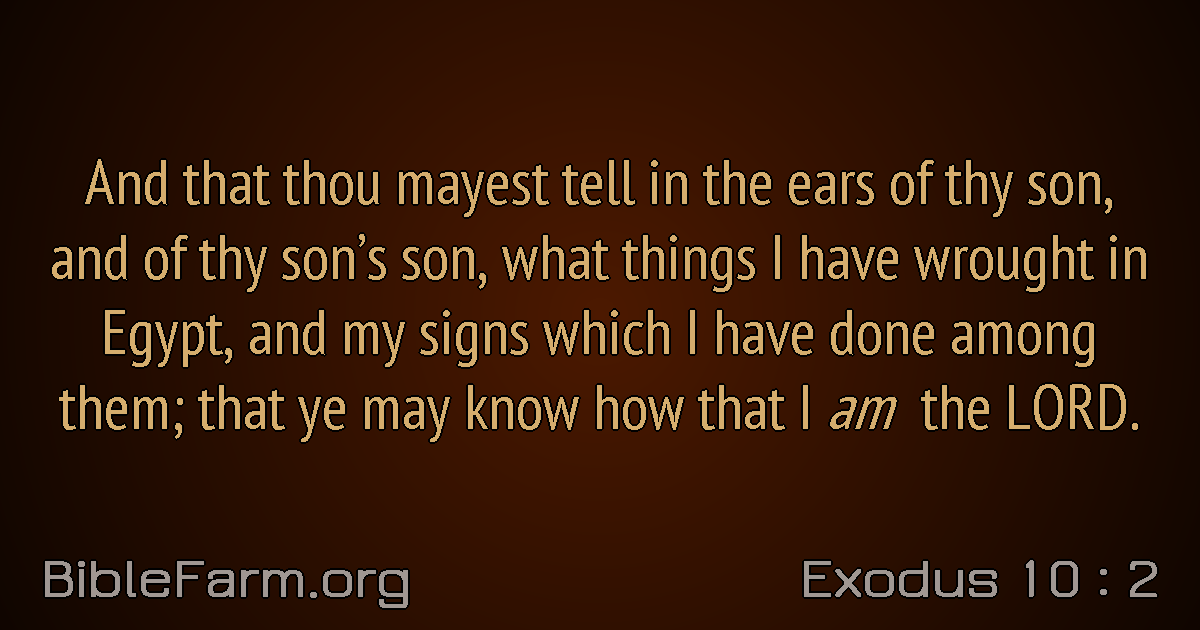 And that thou mayest tell in the ears of thy son,
and of thy son’s son, what things I have wrought in
Egypt, and my signs which I have done among
them; that ye may know how that I am the LORD.
BibleFarm.org
Exodus 10 : 2